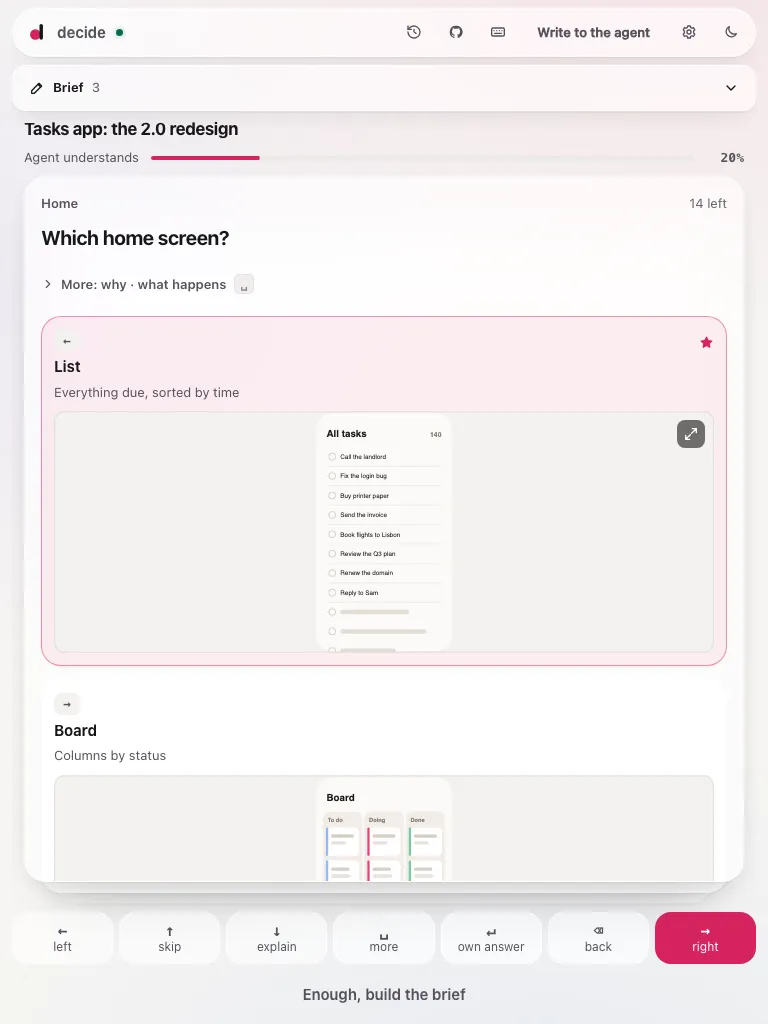 decide
Write to the agent
Brief 3
Tasks app: the 2.0 redesign
Agent understands
20%
Home
14 left
Which home screen?
More: why · what happens ␣
←
List
Everything due, sorted by time
All tasks
140
Call the landlord
Fix the login bug
Buy printer paper
Send the invoice
Book flights to Lisbon
Review the Q3 plan
Renew the domain
Reply to Sam
→
Board
Columns by status
Board
To do
Doing
Done
← left
↑ skip
↓ explain
␣ more
↵ own answer
⌫ back
→ right
Enough, build the brief